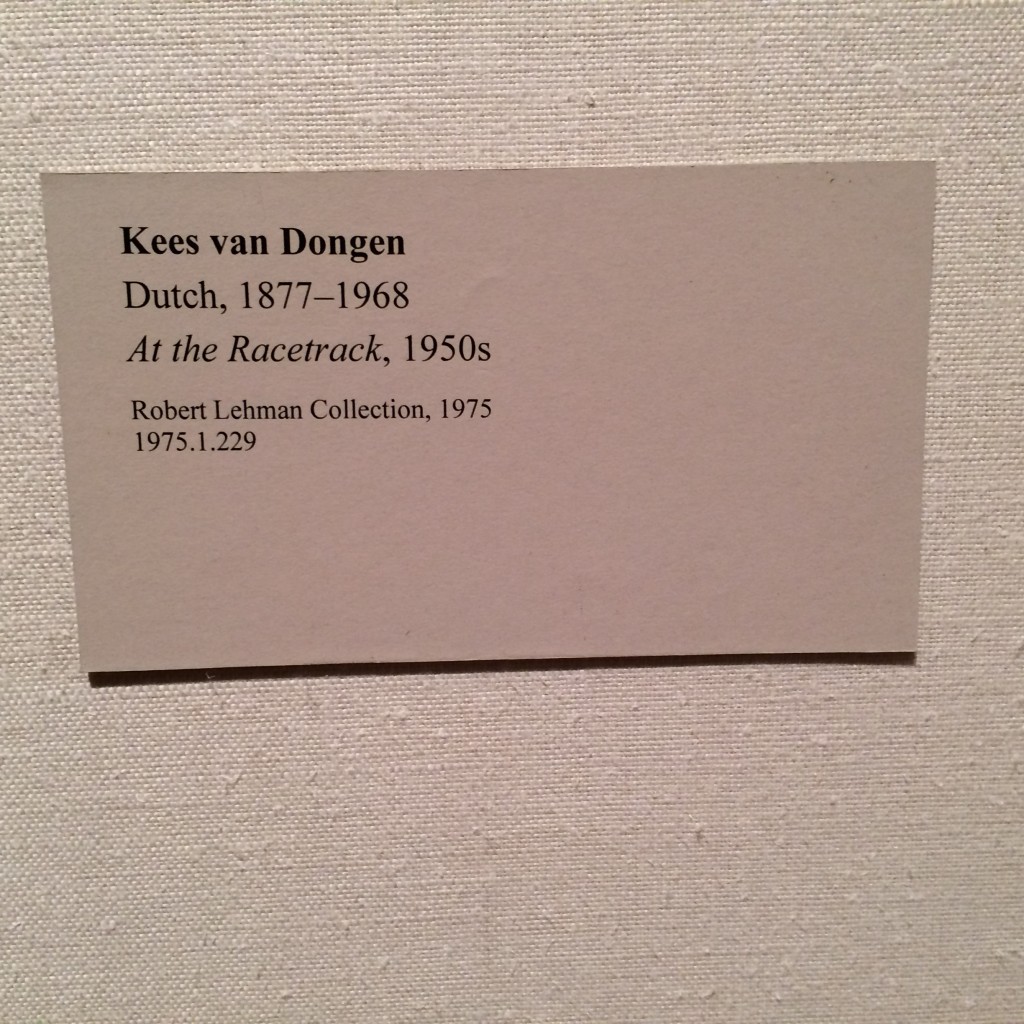 Kees van Dongen
Dutch, 1877–1968
At the Racetrack, 1950s
Robert Lehman Collection, 1975
1975.1.229